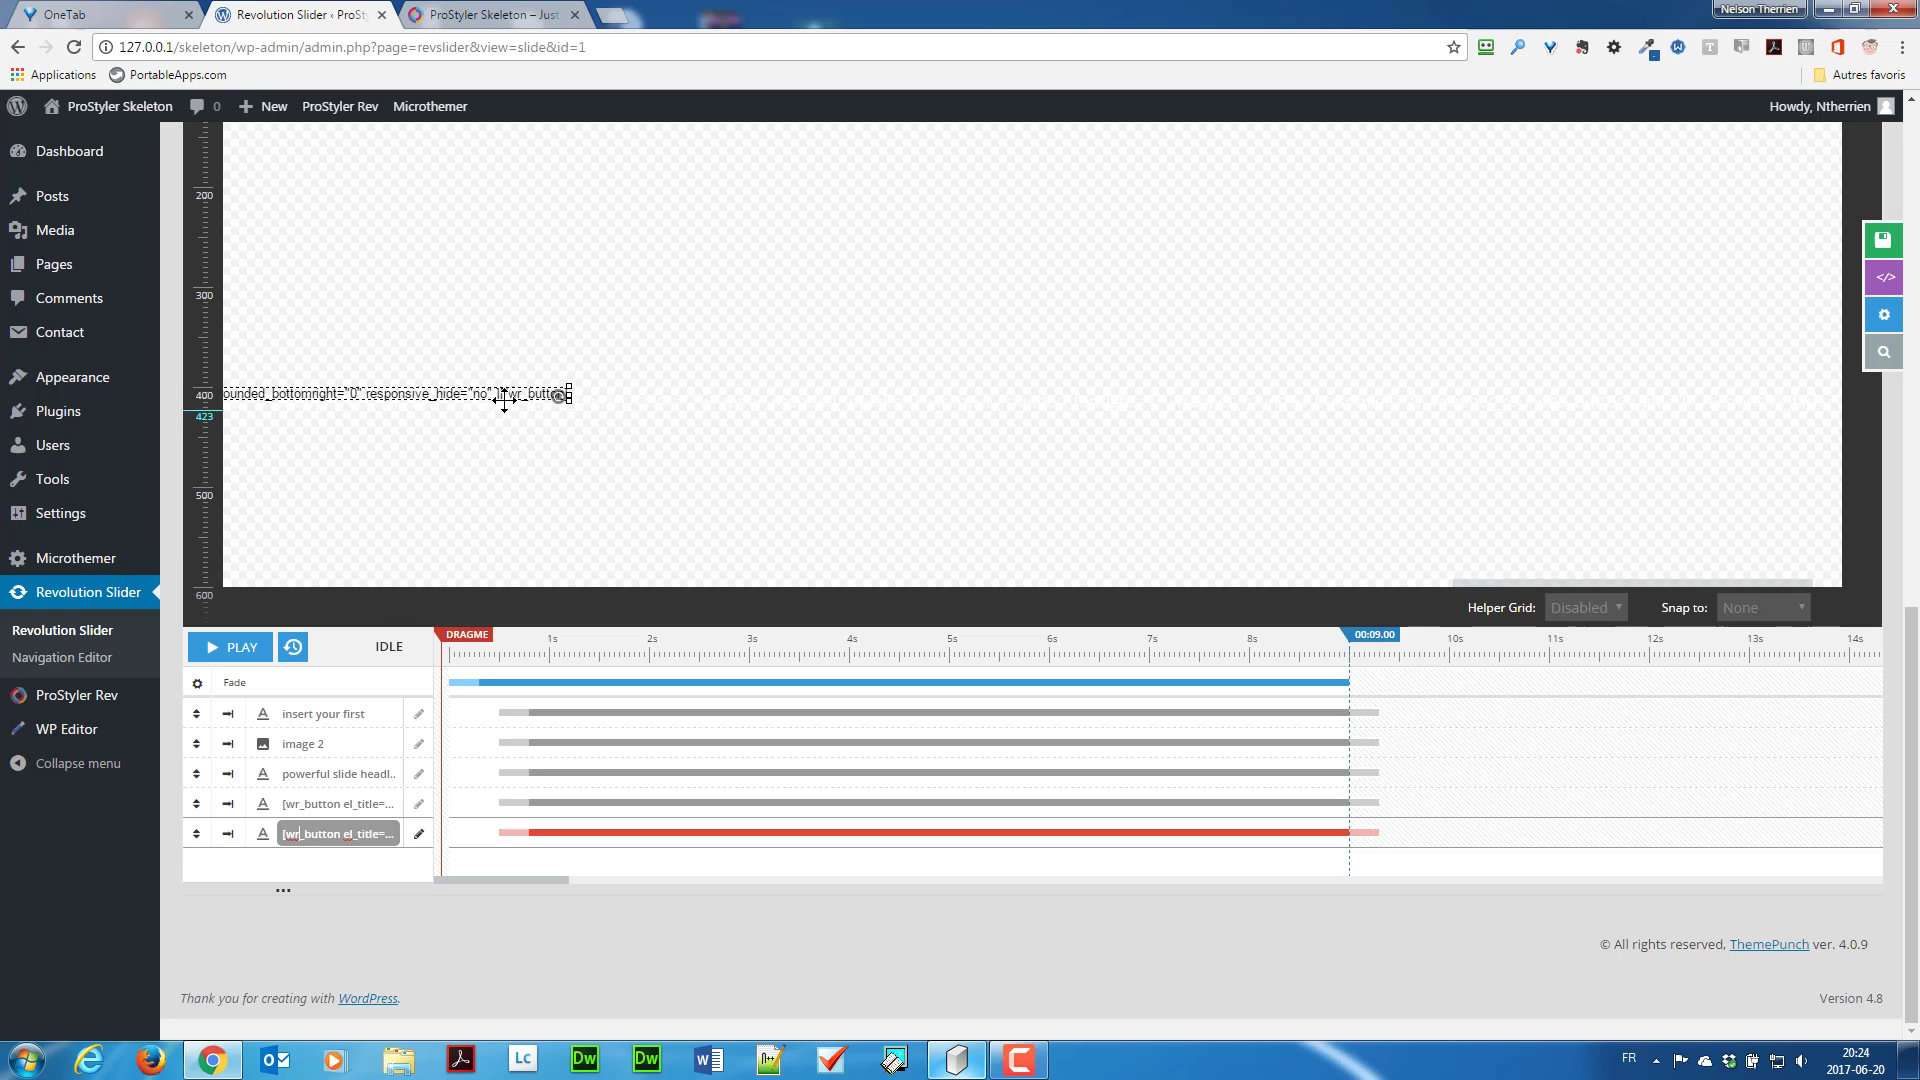 OneTab
Revolution Slider ‹ ProSt
ProStyler Skeleton – Just
Nelson Therrien
127.0.0.1/skeleton/wp-admin/admin.php?page=revslider&view=slide&id=1
Applications
PortableApps.com
Autres favoris
ProStyler Skeleton
0
New
ProStyler Rev
Microthemer
Howdy, Ntherrien
Dashboard
Posts
Media
Pages
Comments
Contact
Appearance
Plugins
Users
Tools
Settings
Microthemer
Revolution Slider
Revolution Slider
Navigation Editor
ProStyler Rev
WP Editor
Collapse menu
200
300
400
423
500
600
ounded_bottomright="0" responsive_hide="no"
Helper Grid:
Disabled
Snap to:
None
PLAY
IDLE
DRAGME
1s
2s
3s
4s
5s
6s
7s
8s
00:09.00
10s
11s
12s
13s
14s
Fade
insert your first
image 2
powerful slide headl..
[wr_button el_title=...
[wr_button el_title=...
© All rights reserved, ThemePunch ver. 4.0.9
Thank you for creating with WordPress.
Version 4.8
Lc
Dw
Dw
FR
20:24
2017-06-20